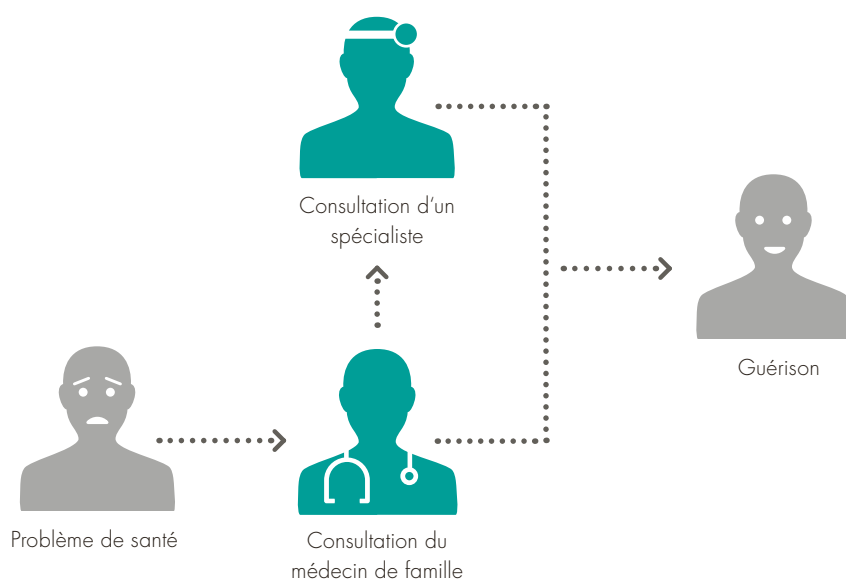 Consultation d‘un
spécialiste
Guérison
Problème de santé
Consultation du
médecin de famille